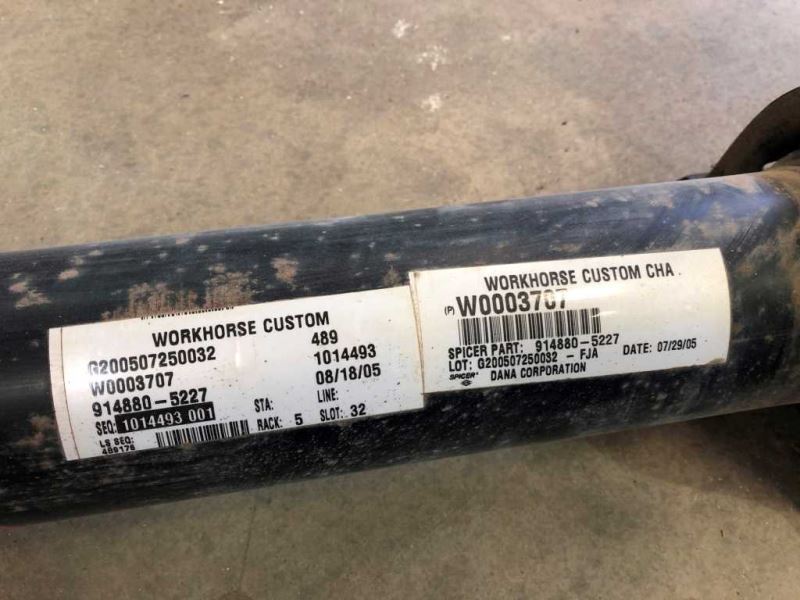 WORKHORSE CUSTOM
G200507250032 489
W0003707 1014493
914880-5227 08/18/05
SEQ: 1014493 001 STA: LINE:
RACK: 5 SLOT: 32
LS SEQ:
489176
WORKHORSE CUSTOM CHA.
(P) W0003707
SPICER PART: 914880-5227
LOT: G200507250032 - FJA DATE: 07/29/05
SPICER DANA CORPORATION